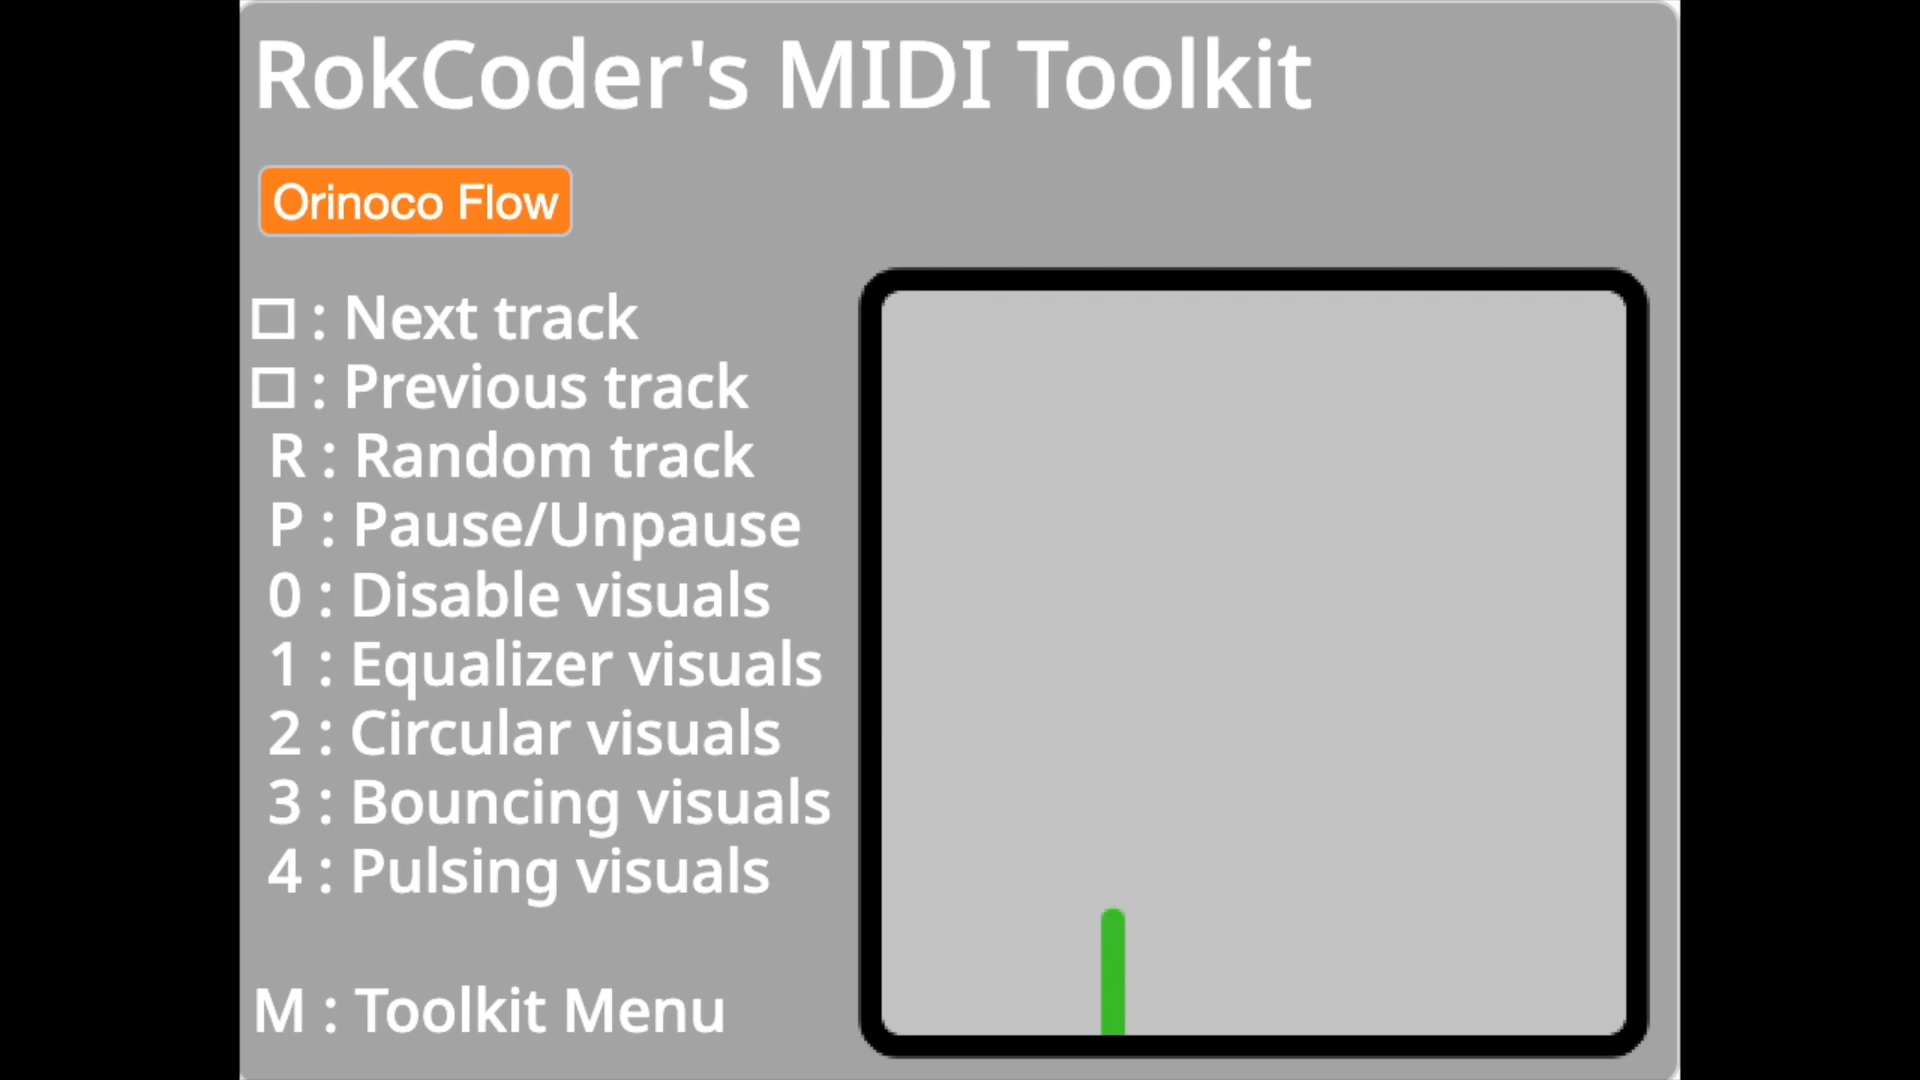 RokCoder's MIDI Toolkit
Orinoco Flow
□ : Next track
□ : Previous track
R : Random track
P : Pause/Unpause
0 : Disable visuals
1 : Equalizer visuals
2 : Circular visuals
3 : Bouncing visuals
4 : Pulsing visuals
M : Toolkit Menu